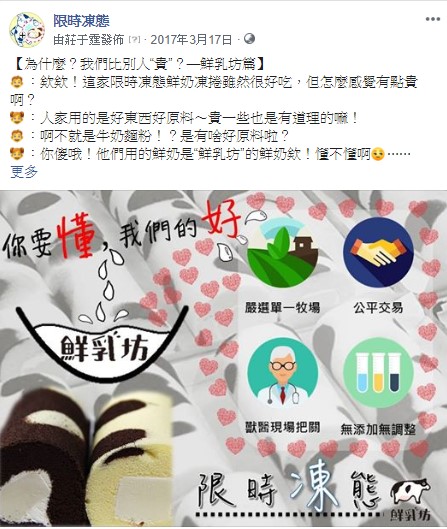 限時凍態
由莊于霆發佈 [?] · 2017年3月17日 ·
【為什麼？我們比別人“貴”？—鮮乳坊篇】
：欸欸！這家限時凍態鮮奶凍捲雖然很好吃，但怎麼感覺有點貴
啊？
：人家用的是好東西好原料～貴一些也是有道理的嘛！
：啊不就是牛奶麵粉！？是有啥好原料啦？
：你傻哦！他們用的鮮奶是“鮮乳坊”的鮮奶欸！懂不懂啊😒⋯⋯
更多
你要懂，我們的好
鮮乳坊
嚴選單一牧場
公平交易
獸醫現場把關
無添加無調整
限時凍態
鮮乳坊